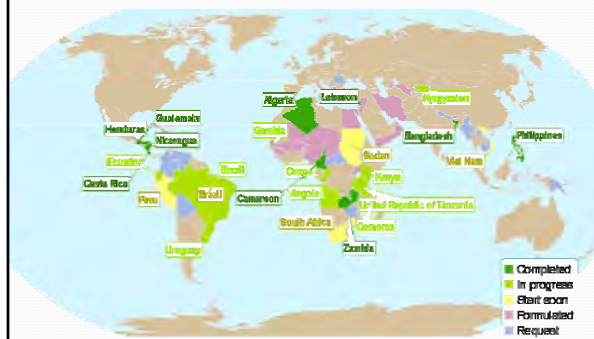 Algeria
Lebanon
Kyrgyzstan
Guatemala
Honduras
Nicaragua
Gambia
Bangladesh
Philippines
Ecuador
Brazil
Sudan
Viet Nam
Costa Rica
Peru
Brazil
Cameroon
Congo
Kenya
Angola
United Republic of Tanzania
South Africa
Comoros
Uruguay
Zambia
Completed
In progress
Start soon
Formulated
Request